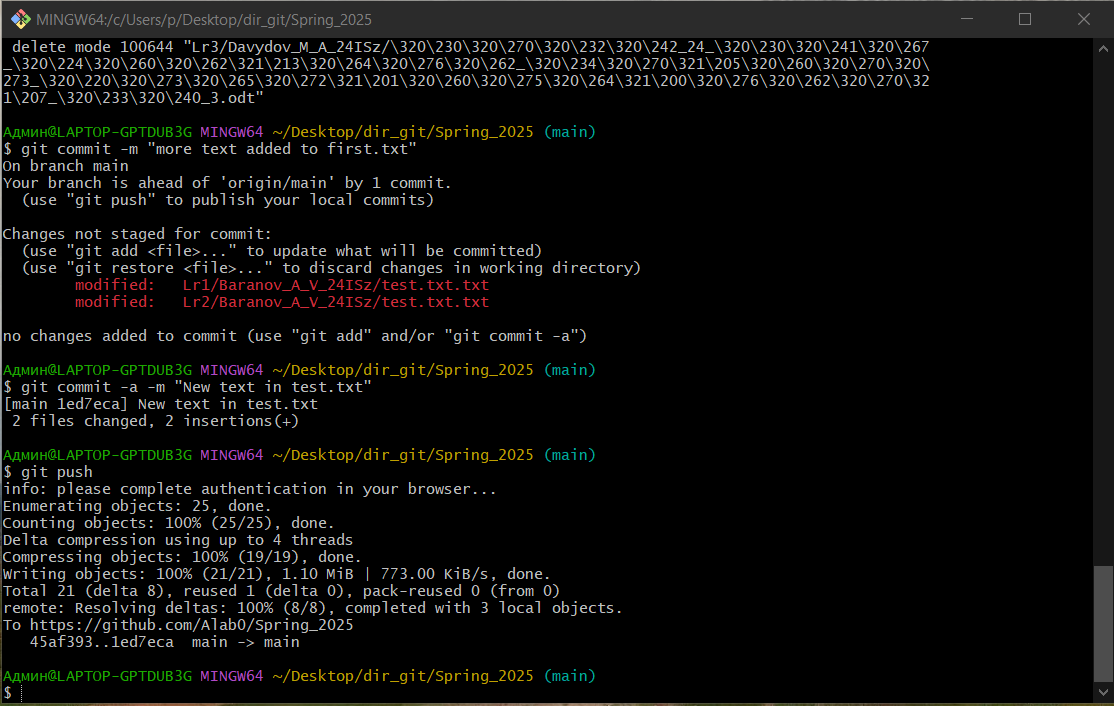 MINGW64:/c/Users/p/Desktop/dir_git/Spring_2025
 delete mode 100644 "Lr3/Davydov_M_A_24ISz/\320\230\320\270\320\232\320\242_24_\320\230\320\241\320\267
_\320\224\320\260\320\262\321\213\320\264\320\276\320\262_\320\234\320\270\321\205\320\260\320\270\320\
273_\320\220\320\273\320\265\320\272\321\201\320\260\320\275\320\264\321\200\320\276\320\262\320\270\32
1\207_\320\233\320\240_3.odt"
Админ@LAPTOP-GPTDUB3G MINGW64 ~/Desktop/dir_git/Spring_2025 (main)
$ git commit -m "more text added to first.txt"
On branch main
Your branch is ahead of 'origin/main' by 1 commit.
  (use "git push" to publish your local commits)
Changes not staged for commit:
  (use "git add <file>..." to update what will be committed)
  (use "git restore <file>..." to discard changes in working directory)
        modified:   Lr1/Baranov_A_V_24ISz/test.txt.txt
        modified:   Lr2/Baranov_A_V_24ISz/test.txt.txt
no changes added to commit (use "git add" and/or "git commit -a")
Админ@LAPTOP-GPTDUB3G MINGW64 ~/Desktop/dir_git/Spring_2025 (main)
$ git commit -a -m "New text in test.txt"
[main 1ed7eca] New text in test.txt
 2 files changed, 2 insertions(+)
Админ@LAPTOP-GPTDUB3G MINGW64 ~/Desktop/dir_git/Spring_2025 (main)
$ git push
info: please complete authentication in your browser...
Enumerating objects: 25, done.
Counting objects: 100% (25/25), done.
Delta compression using up to 4 threads
Compressing objects: 100% (19/19), done.
Writing objects: 100% (21/21), 1.10 MiB | 773.00 KiB/s, done.
Total 21 (delta 8), reused 1 (delta 0), pack-reused 0 (from 0)
remote: Resolving deltas: 100% (8/8), completed with 3 local objects.
To https://github.com/Alab0/Spring_2025
   45af393..1ed7eca  main -> main
Админ@LAPTOP-GPTDUB3G MINGW64 ~/Desktop/dir_git/Spring_2025 (main)
$